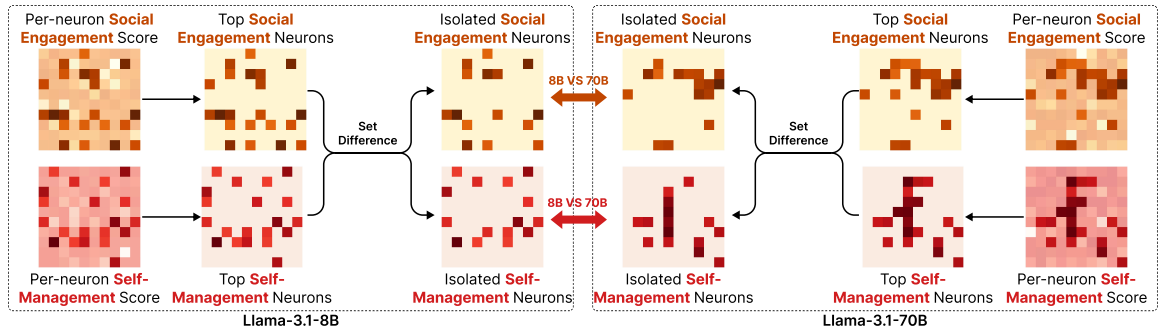 Per-neuron Social
Engagement Score
Top Social
Engagement Neurons
Isolated Social
Engagement Neurons
Set
Difference
Per-neuron Self-
Management Score
Top Self-
Management Neurons
Isolated Self-
Management Neurons
Llama-3.1-8B
8B VS 70B
8B VS 70B
Isolated Social
Engagement Neurons
Top Social
Engagement Neurons
Per-neuron Social
Engagement Score
Set
Difference
Isolated Self-
Management Neurons
Top Self-
Management Neurons
Per-neuron Self-
Management Score
Llama-3.1-70B